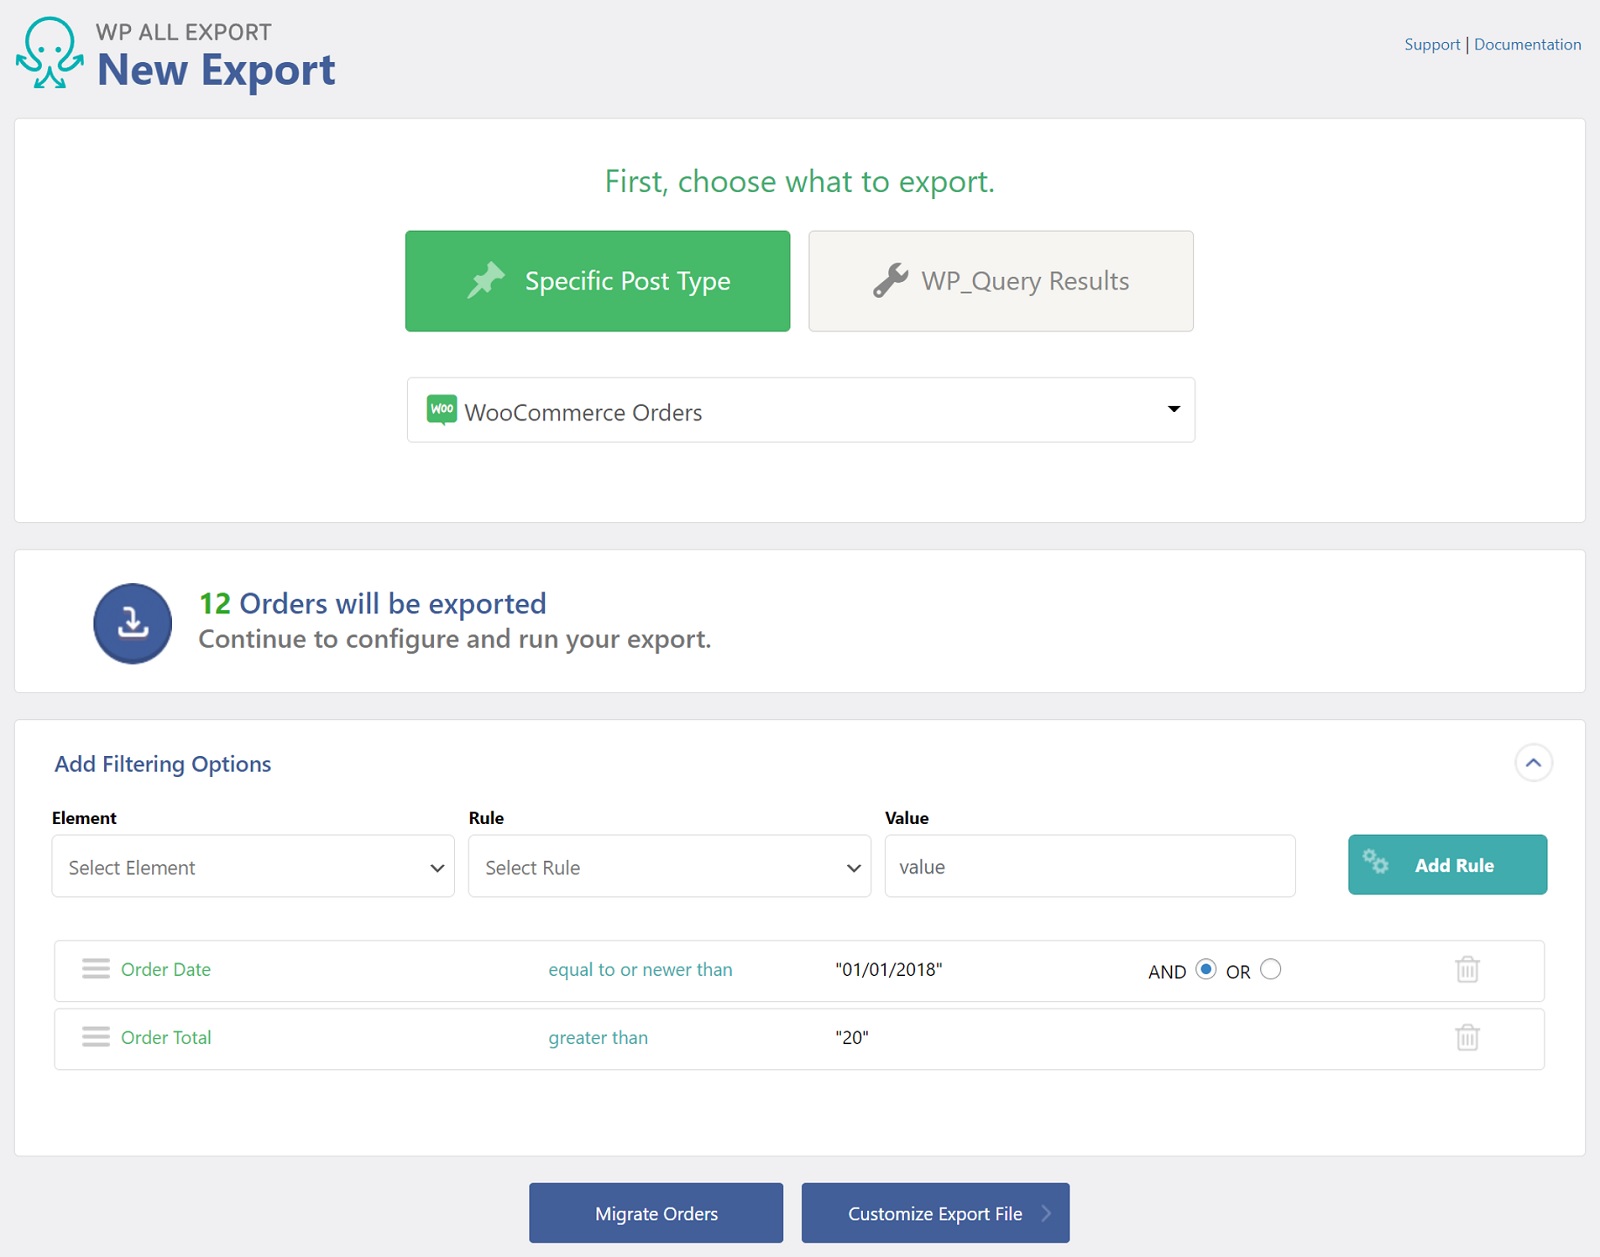 WP ALL EXPORT
New Export
Support | Documentation
First, choose what to export.
Specific Post Type
WP_Query Results
Woo WooCommerce Orders
12 Orders will be exported
Continue to configure and run your export.
Add Filtering Options
Element Rule Value
Select Element Select Rule value Add Rule
Order Date equal to or newer than "01/01/2018" AND OR
Order Total greater than "20"
Migrate Orders Customize Export File